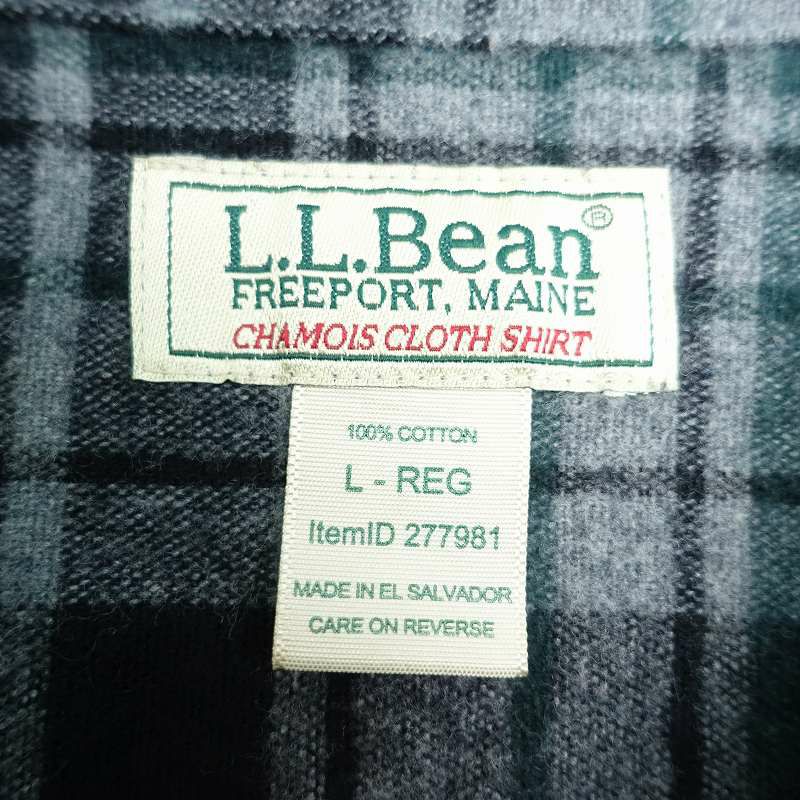 L.L.Bean®
FREEPORT, MAINE
CHAMOIS CLOTH SHIRT
100% COTTON
L - REG
ItemID 277981
MADE IN EL SALVADOR
CARE ON REVERSE